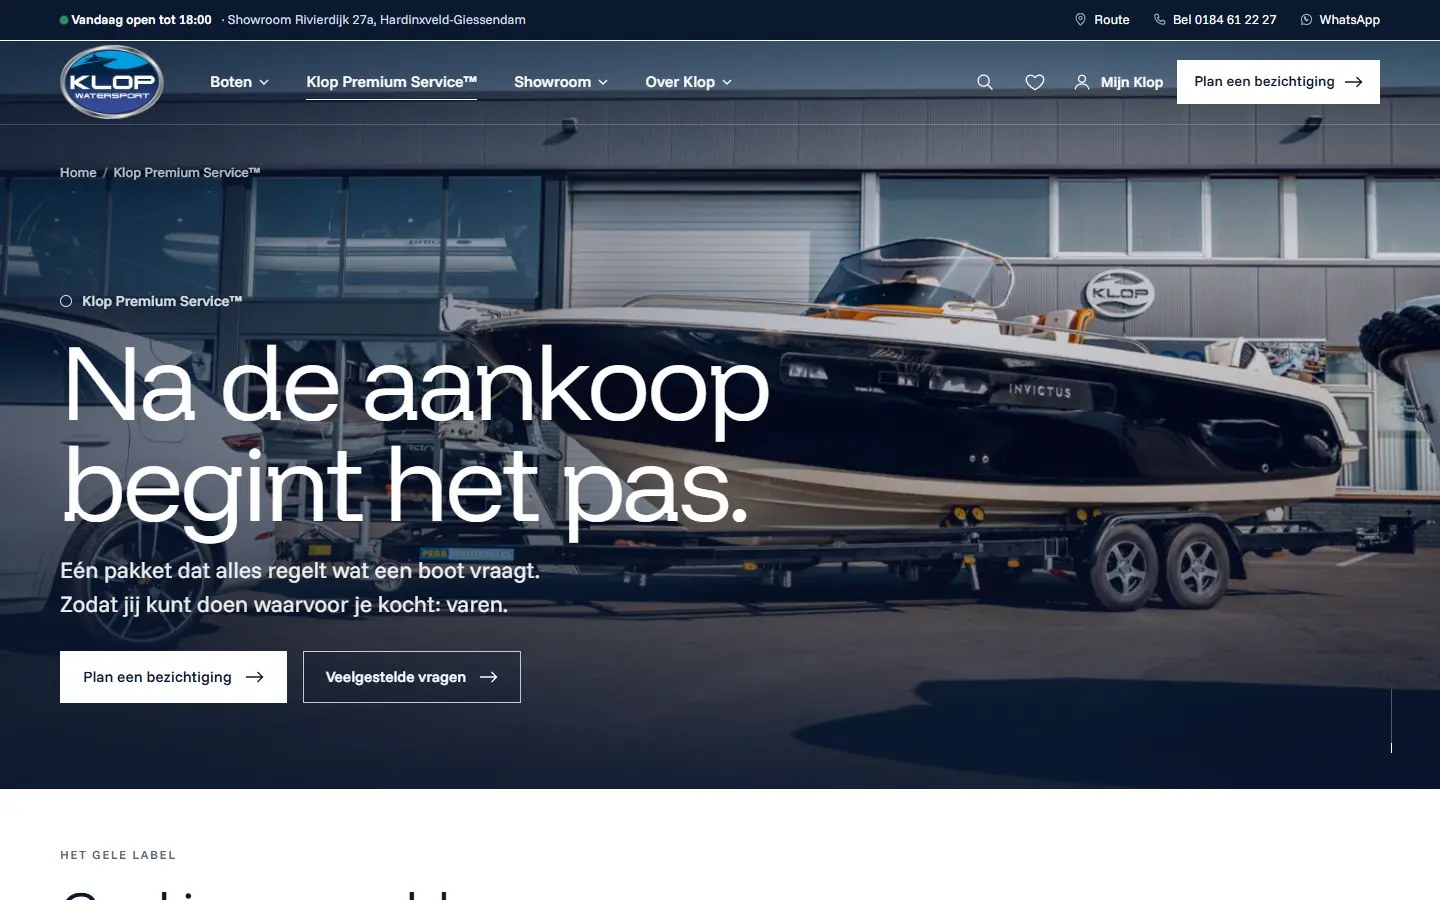 Vandaag open tot 18:00 · Showroom Rivierdijk 27a, Hardinxveld-Giessendam
Route
Bel 0184 61 22 27
WhatsApp
KLOP
WATERSPORT
Boten
Klop Premium Service™
Showroom
Over Klop
Mijn Klop
Plan een bezichtiging
Home / Klop Premium Service™
Klop Premium Service™
KLOP
INVICTUS
Na de aankoop
begint het pas.
Eén pakket dat alles regelt wat een boot vraagt.
Zodat jij kunt doen waarvoor je kocht: varen.
Plan een bezichtiging
Veelgestelde vragen
HET GELE LABEL